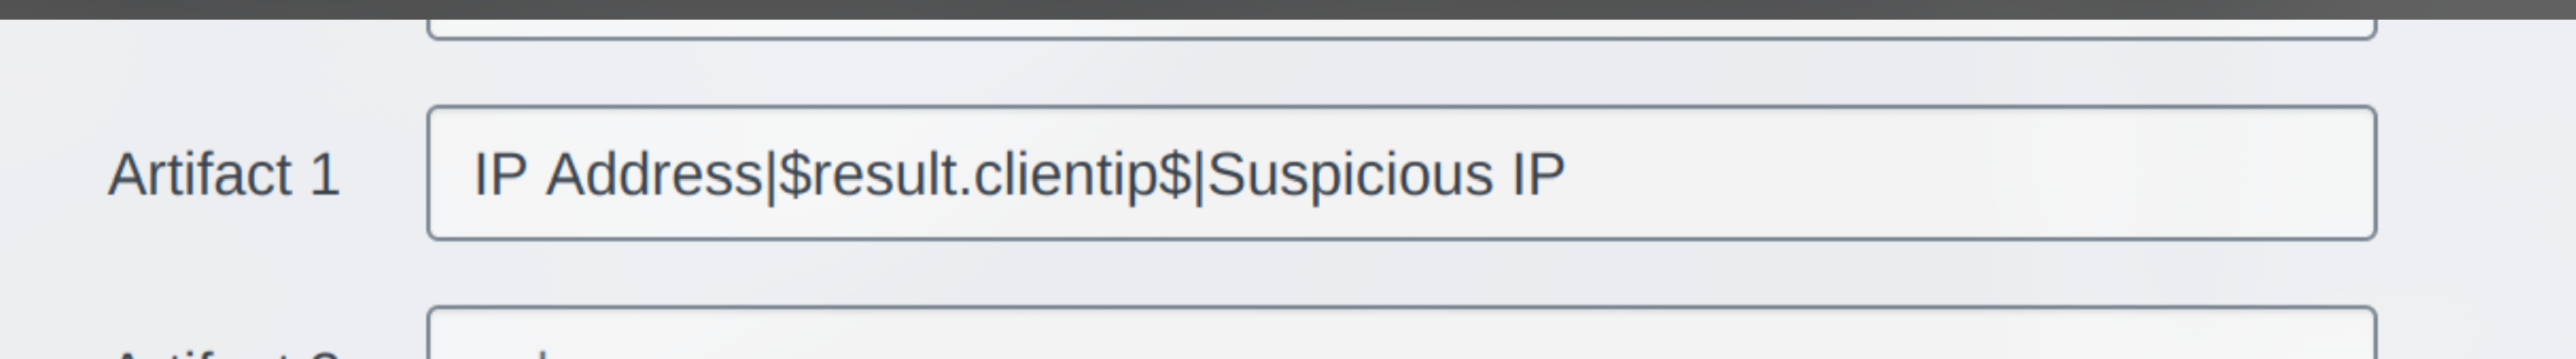 Artifact 1
IP Address|$result.clientip$|Suspicious IP